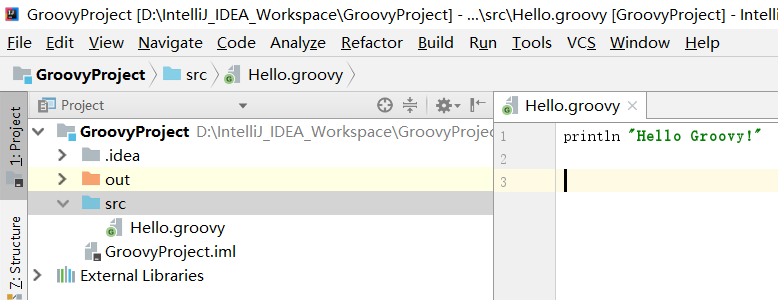 GroovyProject [D:\IntelliJ_IDEA_Workspace\GroovyProject] - ...\src\Hello.groovy [GroovyProject] - IntelliJ
File Edit View Navigate Code Analyze Refactor Build Run Tools VCS Window Help
GroovyProject src Hello.groovy
1: Project
Z: Structure
Project
GroovyProject D:\IntelliJ_IDEA_Workspace\GroovyProjec
.idea
out
src
Hello.groovy
GroovyProject.iml
External Libraries
Hello.groovy
1 println "Hello Groovy!"
2
3